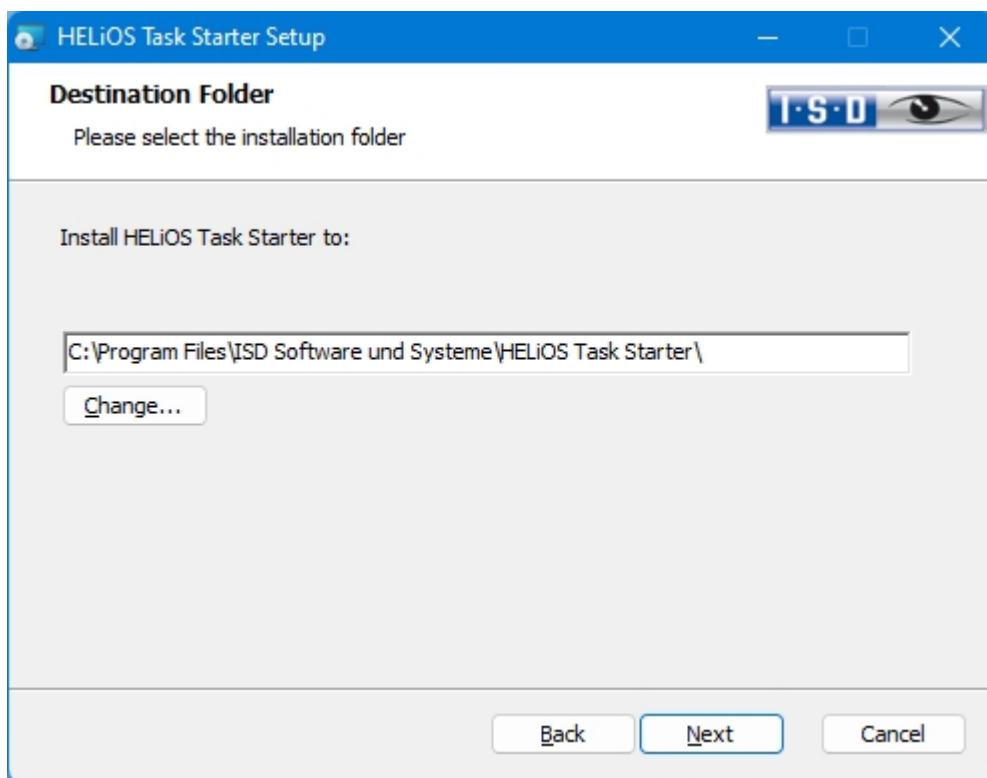 HELiOS Task Starter Setup
Destination Folder
I·S·D
Please select the installation folder
Install HELiOS Task Starter to:
C:\Program Files\ISD Software und Systeme\HELiOS Task Starter\
Change...
Back Next Cancel